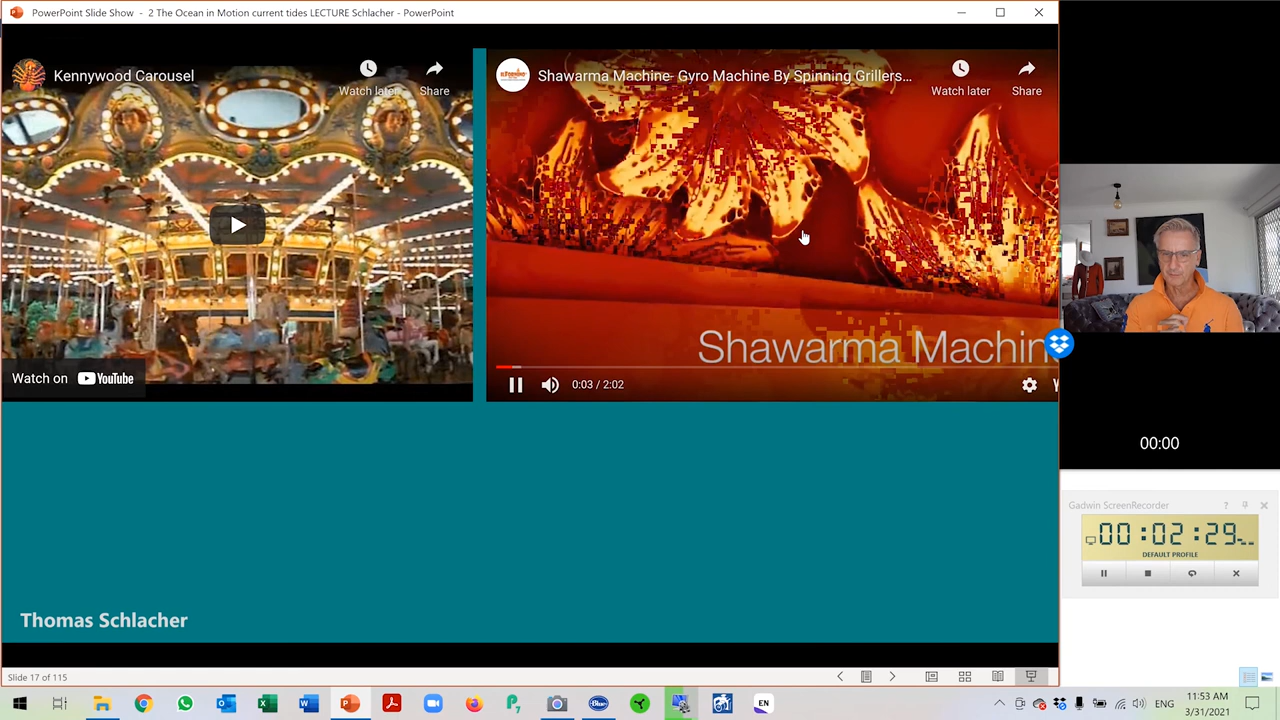 PowerPoint Slide Show - 2 The Ocean in Motion current tides LECTURE Schlacher - PowerPoint
Kennywood Carousel
Watch later
Share
Shawarma Machine- Gyro Machine By Spinning Grillers...
Watch later
Share
Shawarma Machin
Watch on YouTube
0:03 / 2:02
00:00
Gadwin ScreenRecorder
00:02:29
DEFAULT PROFILE
Thomas Schlacher
Slide 17 of 115
EN
ENG
11:53 AM
3/31/2021